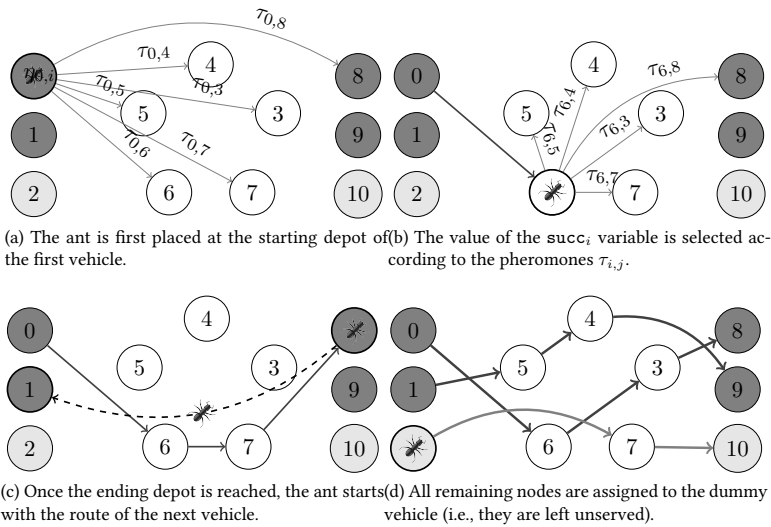 τ0,8
τ0,4
4
8
τ0,3
τ0,5
5
3
1
9
τ0,6
τ0,7
2
6
7
10
(a) The ant is first placed at the starting depot of
the first vehicle.
0
4
τ6,8
8
τ6,4
5
τ6,3
3
1
τ6,5
9
2
τ6,7
7
10
(b) The value of the succi variable is selected ac-
cording to the pheromones τi,j.
0
4
5
3
1
9
2
6
7
10
(c) Once the ending depot is reached, the ant starts
with the route of the next vehicle.
0
4
8
5
3
1
9
6
7
10
(d) All remaining nodes are assigned to the dummy
vehicle (i.e., they are left unserved).